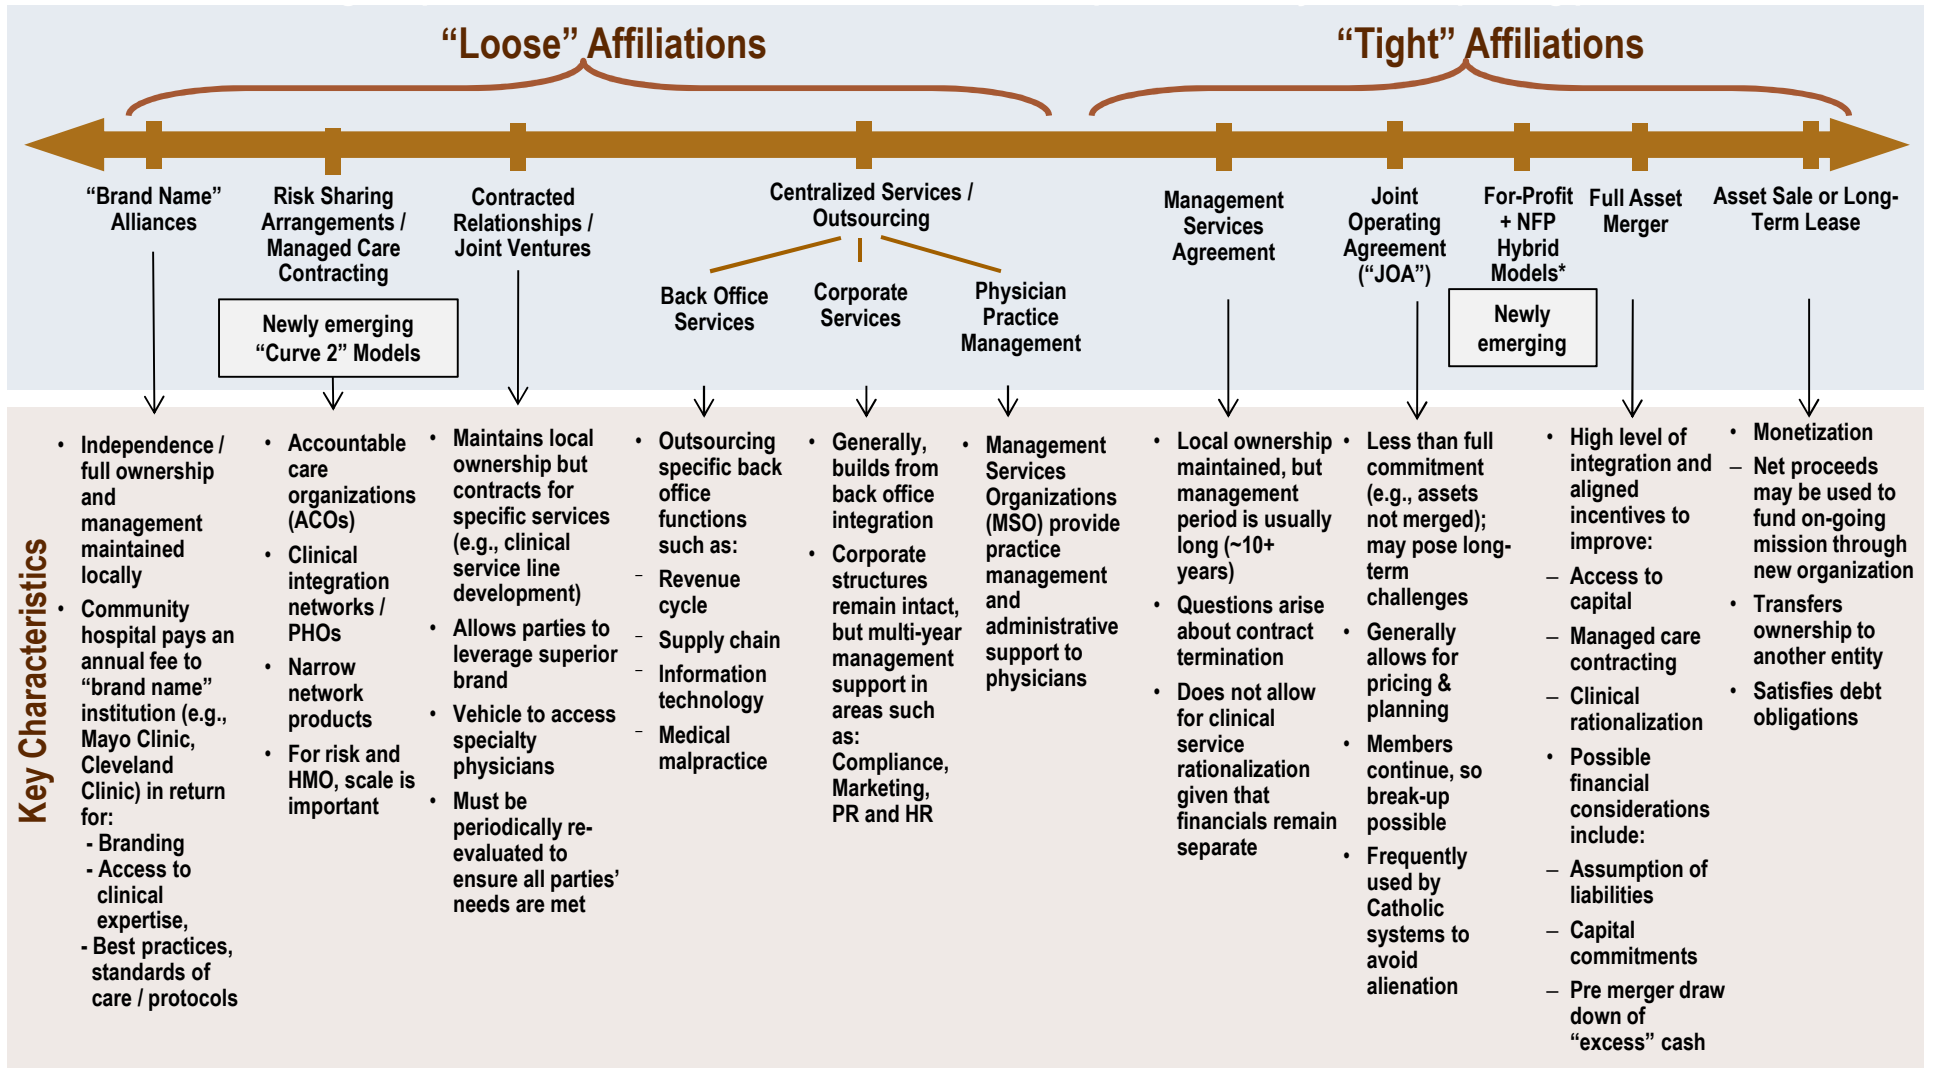 “Loose” Affiliations
“Tight” Affiliations
“Brand Name”
Alliances
Risk Sharing
Arrangements /
Managed Care
Contracting
Newly emerging
“Curve 2” Models
Contracted
Relationships /
Joint Ventures
Centralized Services /
Outsourcing
Back Office
Services
Corporate
Services
Physician
Practice
Management
Management
Services
Agreement
Joint
Operating
Agreement
(“JOA”)
For-Profit
+ NFP
Hybrid
Models*
Newly
emerging
Full Asset
Merger
Asset Sale or Long-
Term Lease
Key Characteristics
• Independence /
full ownership
and
management
maintained
locally
• Community
hospital pays an
annual fee to
“brand name”
institution (e.g.,
Mayo Clinic,
Cleveland
Clinic) in return
for:
- Branding
- Access to
clinical
expertise,
- Best practices,
standards of
care / protocols
• Accountable
care
organizations
(ACOs)
• Clinical
integration
networks /
PHOs
• Narrow
network
products
• For risk and
HMO, scale is
important
• Maintains local
ownership but
contracts for
specific services
(e.g., clinical
service line
development)
• Allows parties to
leverage superior
brand
• Vehicle to access
specialty
physicians
• Must be
periodically re-
evaluated to
ensure all parties’
needs are met
• Outsourcing
specific back
office
functions
such as:
– Revenue
cycle
– Supply chain
– Information
technology
– Medical
malpractice
• Generally,
builds from
back office
integration
• Corporate
structures
remain intact,
but multi-year
management
support in
areas such
as:
Compliance,
Marketing,
PR and HR
• Management
Services
Organizations
(MSO) provide
practice
management
and
administrative
support to
physicians
• Local ownership
maintained, but
management
period is usually
long (~10+
years)
• Questions arise
about contract
termination
• Does not allow
for clinical
service
rationalization
given that
financials remain
separate
• Less than full
commitment
(e.g., assets
not merged);
may pose long-
term
challenges
• Generally
allows for
pricing &
planning
• Members
continue, so
break-up
possible
• Frequently
used by
Catholic
systems to
avoid
alienation
• High level of
integration and
aligned
incentives to
improve:
– Access to
capital
– Managed care
contracting
– Clinical
rationalization
• Possible
financial
considerations
include:
– Assumption of
liabilities
– Capital
commitments
– Pre merger draw
down of
“excess” cash
• Monetization
– Net proceeds
may be used to
fund on-going
mission through
new organization
• Transfers
ownership to
another entity
• Satisfies debt
obligations